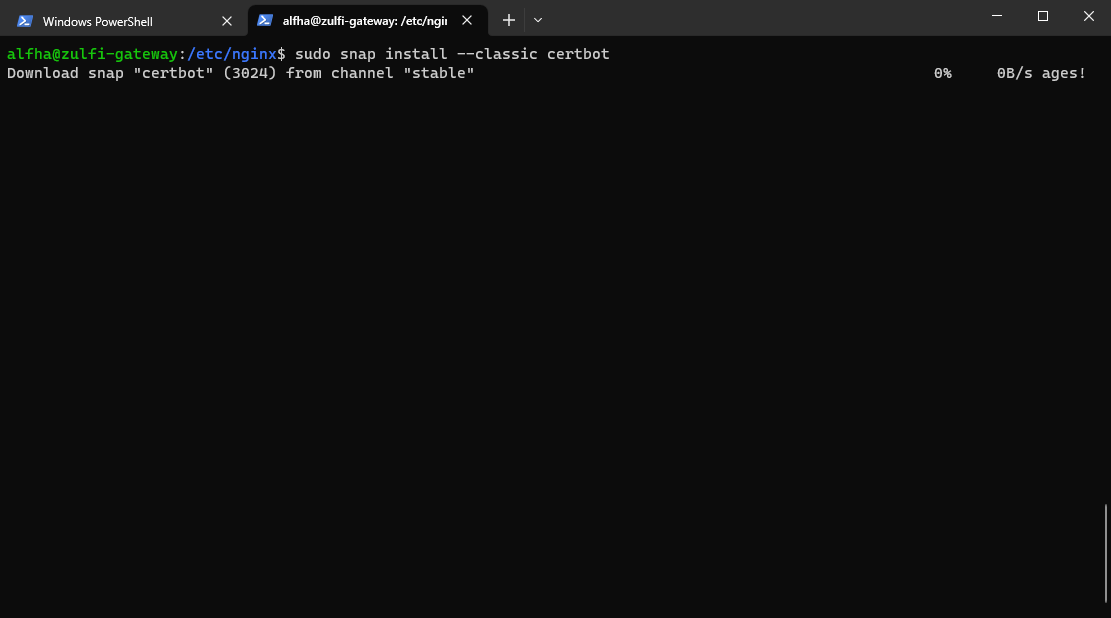 Windows PowerShell
alfha@zulfi-gateway: /etc/ngin
alfha@zulfi-gateway:/etc/nginx$ sudo snap install --classic certbot
Download snap "certbot" (3024) from channel "stable" 0% 0B/s ages!